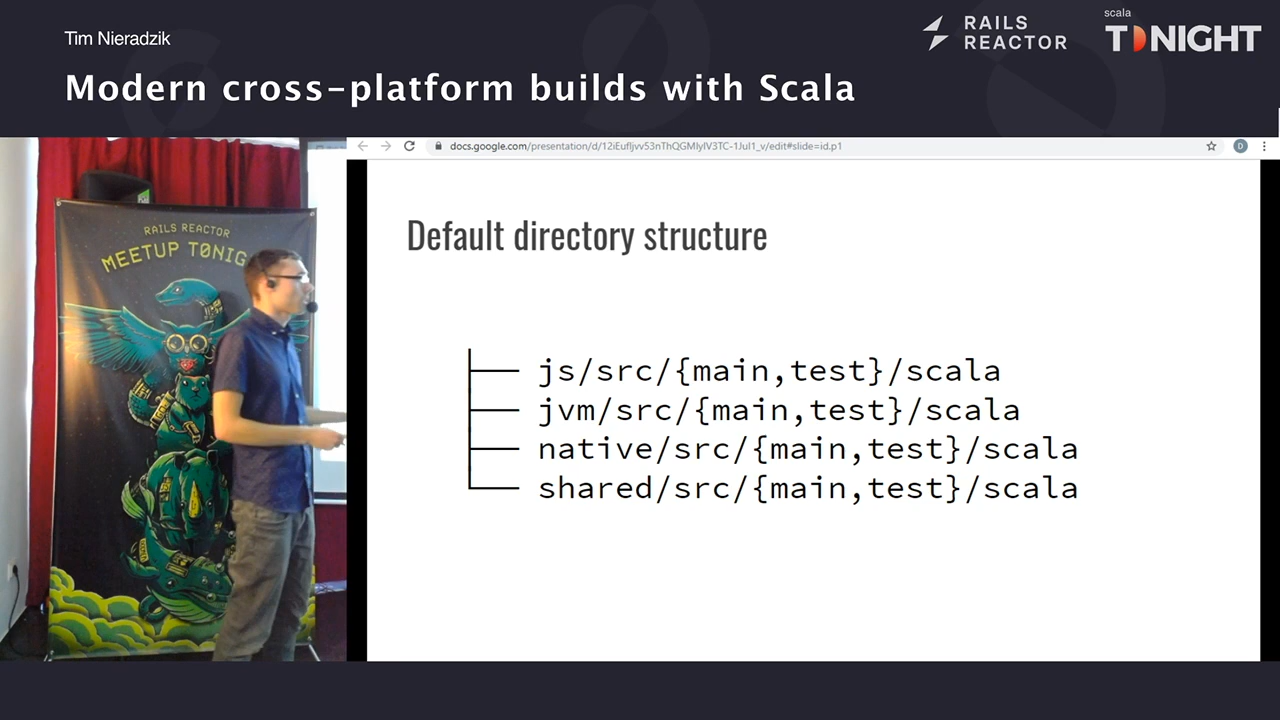 Tim Nieradzik
Modern cross-platform builds with Scala
RAILS
REACTOR
scala
TONIGHT
docs.google.com/presentation/d/12iEufljvv53nThQGMlyIV3TC-1Jul1_v/edit#slide=id.p1
D
RAILS REACTOR
MEETUP TONIG
Default directory structure
js/src/{main,test}/scala
jvm/src/{main,test}/scala
native/src/{main,test}/scala
shared/src/{main,test}/scala